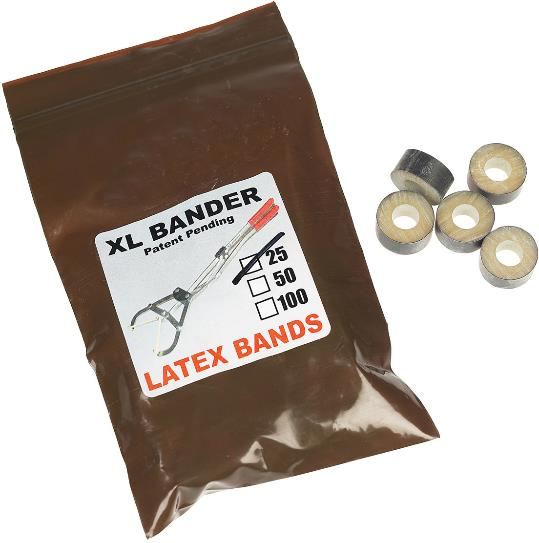 XL BANDER
Patent Pending
25
50
100
LATEX BANDS